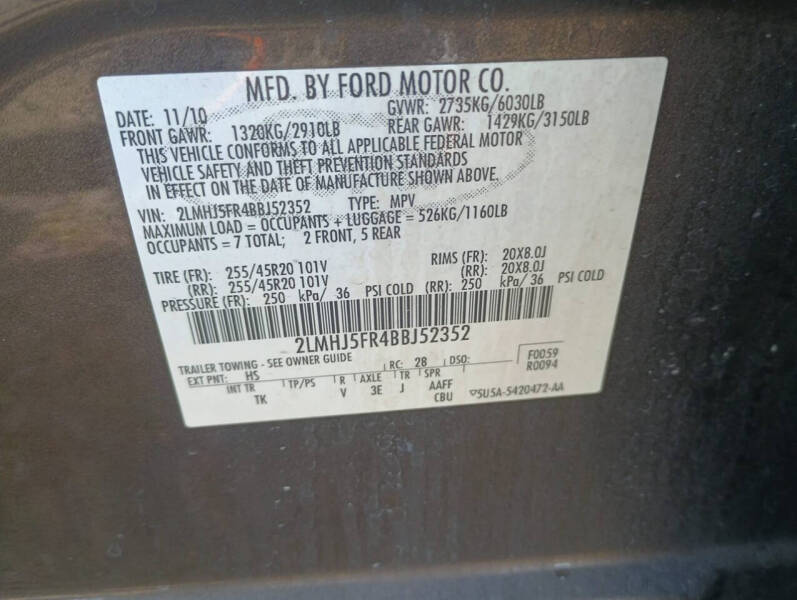 MFD. BY FORD MOTOR CO.
DATE: 11/10 GVWR: 2735KG/6030LB
FRONT GAWR: 1320KG/2910LB REAR GAWR: 1429KG/3150LB
THIS VEHICLE CONFORMS TO ALL APPLICABLE FEDERAL MOTOR
VEHICLE SAFETY AND THEFT PREVENTION STANDARDS
IN EFFECT ON THE DATE OF MANUFACTURE SHOWN ABOVE.
VIN: 2LMHJ5FR4BBJ52352 TYPE: MPV
MAXIMUM LOAD = OCCUPANTS + LUGGAGE = 526KG/1160LB
OCCUPANTS = 7 TOTAL; 2 FRONT, 5 REAR
TIRE (FR): 255/45R20 101V RIMS (FR): 20X8.0J
(RR): 255/45R20 101V (RR): 20X8.0J
PRESSURE (FR): 250 kPa/ 36 PSI COLD (RR): 250 kPa/ 36 PSI COLD
2LMHJ5FR4BBJ52352
TRAILER TOWING - SEE OWNER GUIDE
EXT PNT: HS RC: 28 DSO: F0059
INT TR TP/PS R AXLE TR SPR R0094
TK V 3E J AAFF
CBU ▽5U5A-5420472-AA